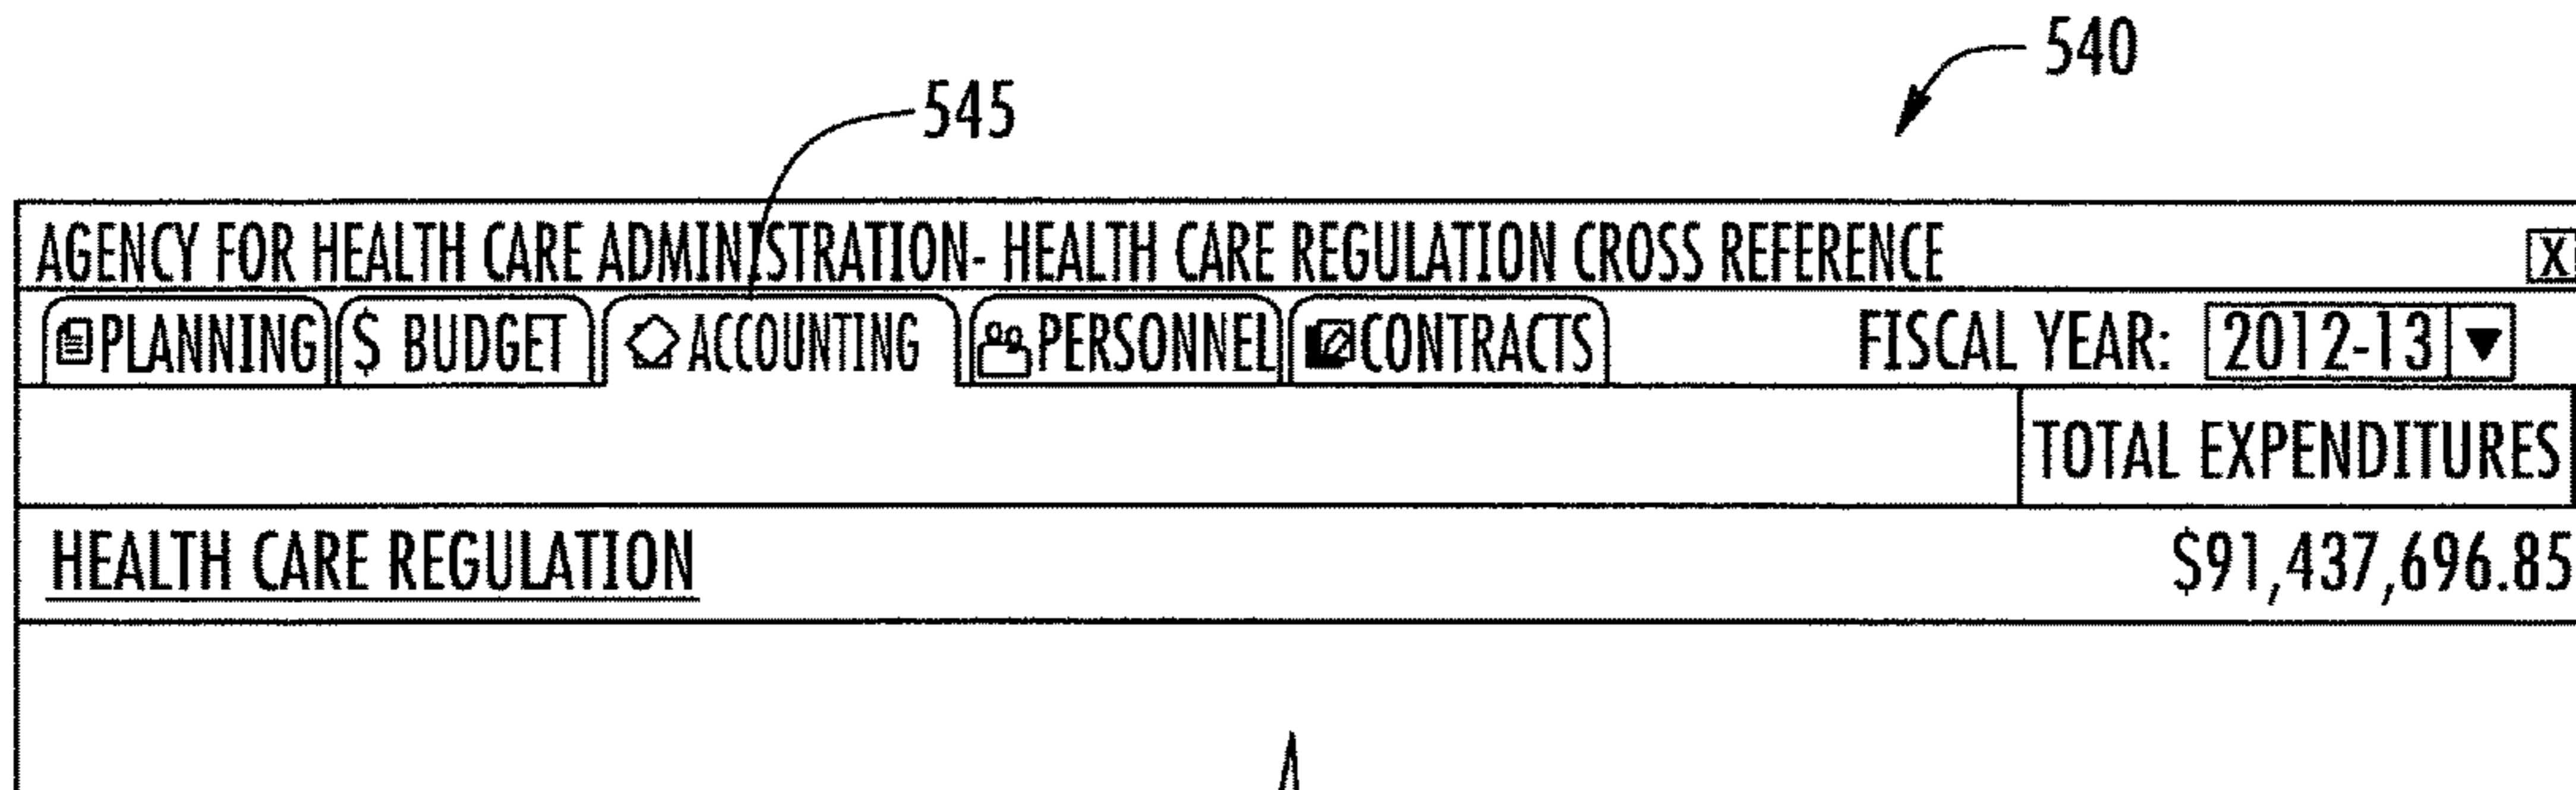 540
545
AGENCY FOR HEALTH CARE ADMINISTRATION- HEALTH CARE REGULATION CROSS REFERENCE X
PLANNING $ BUDGET ACCOUNTING PERSONNEL CONTRACTS FISCAL YEAR: 2012-13
TOTAL EXPENDITURES
HEALTH CARE REGULATION $91,437,696.85